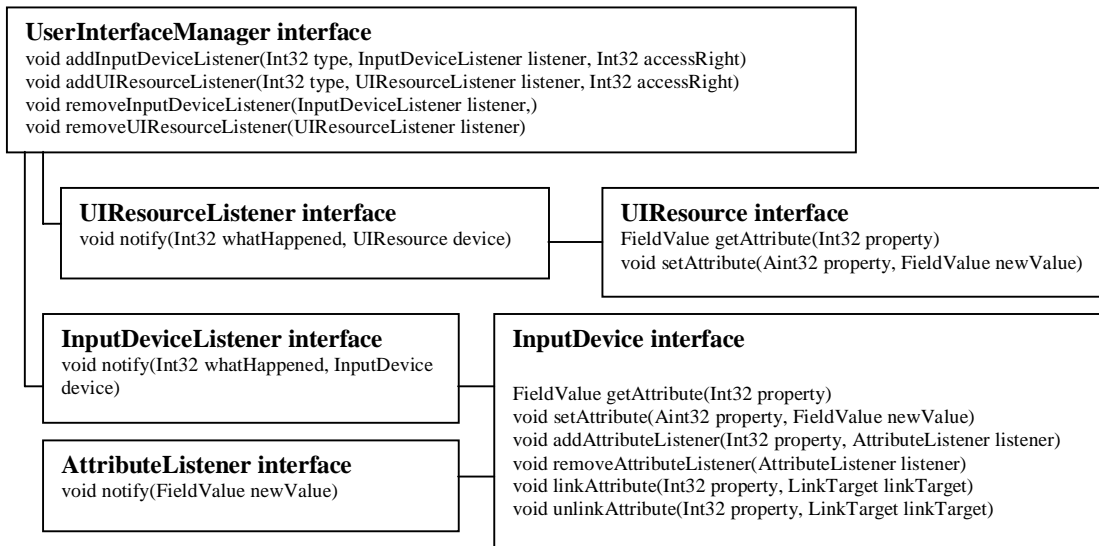 UserInterfaceManager interface
void addInputDeviceListener(Int32 type, InputDeviceListener listener, Int32 accessRight)
void addUIResourceListener(Int32 type, UIResourceListener listener, Int32 accessRight)
void removeInputDeviceListener(InputDeviceListener listener,)
void removeUIResourceListener(UIResourceListener listener)
UIResourceListener interface
void notify(Int32 whatHappened, UIResource device)
UIResource interface
FieldValue getAttribute(Int32 property)
void setAttribute(Aint32 property, FieldValue newValue)
InputDeviceListener interface
void notify(Int32 whatHappened, InputDevice
device)
AttributeListener interface
void notify(FieldValue newValue)
InputDevice interface
FieldValue getAttribute(Int32 property)
void setAttribute(Aint32 property, FieldValue newValue)
void addAttributeListener(Int32 property, AttributeListener listener)
void removeAttributeListener(AttributeListener listener)
void linkAttribute(Int32 property, LinkTarget linkTarget)
void unlinkAttribute(Int32 property, LinkTarget linkTarget)